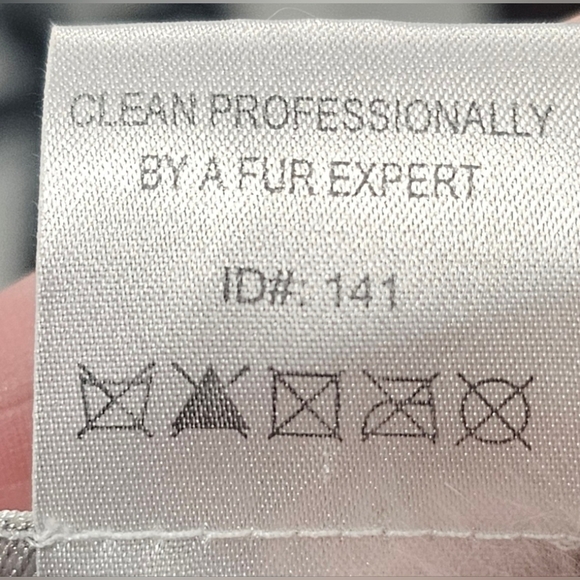 CLEAN PROFESSIONALLY
BY A FUR EXPERT
ID#: 141